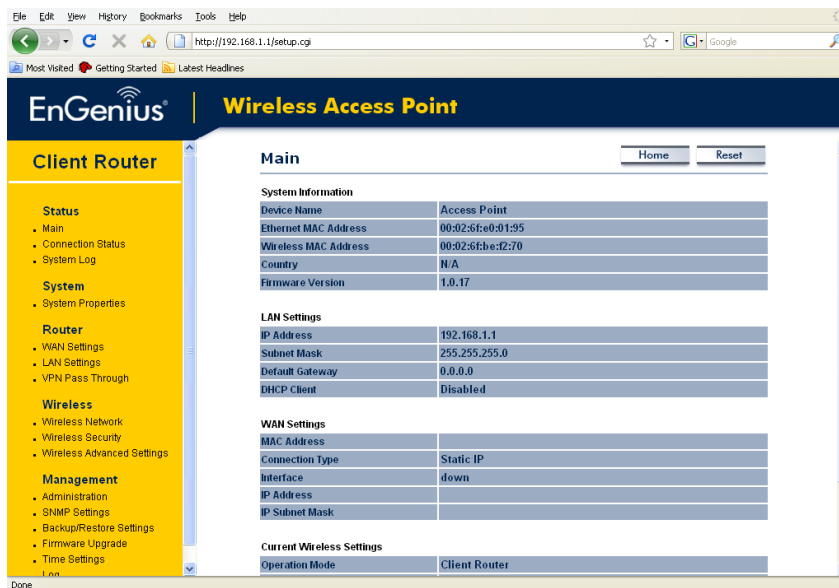 File Edit View History Bookmarks Tools Help
http://192.168.1.1/setup.cgi
G Google
Most Visited Getting Started Latest Headlines
EnGenius® Wireless Access Point
Client Router
Status
Main
Connection Status
System Log
System
System Properties
Router
WAN Settings
LAN Settings
VPN Pass Through
Wireless
Wireless Network
Wireless Security
Wireless Advanced Settings
Management
Administration
SNMP Settings
Backup/Restore Settings
Firmware Upgrade
Time Settings
Log
Main Home Reset
System Information
Device Name Access Point
Ethernet MAC Address 00:02:6f:e0:01:95
Wireless MAC Address 00:02:6f:be:f2:70
Country N/A
Firmware Version 1.0.17
LAN Settings
IP Address 192.168.1.1
Subnet Mask 255.255.255.0
Default Gateway 0.0.0.0
DHCP Client Disabled
WAN Settings
MAC Address
Connection Type Static IP
Interface down
IP Address
IP Subnet Mask
Current Wireless Settings
Operation Mode Client Router
Done